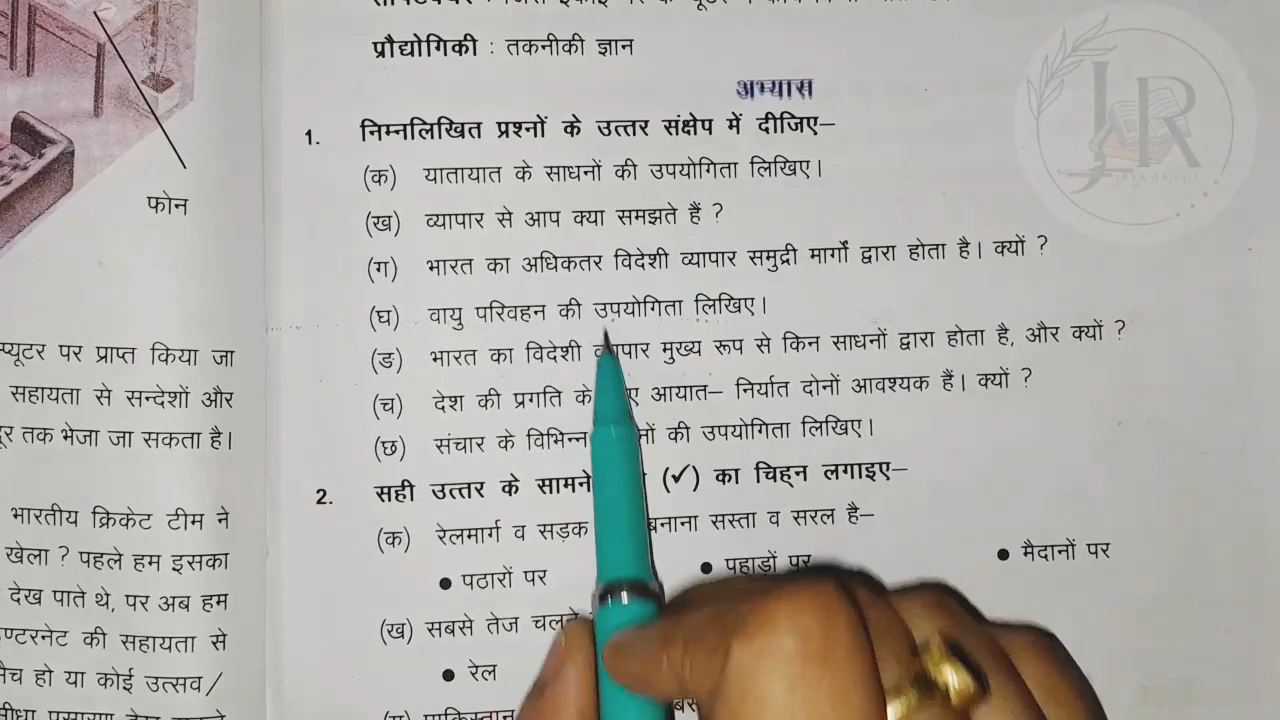 प्रौद्योगिकी : तकनीकी ज्ञान
अभ्यास
1. निम्नलिखित प्रश्नों के उत्तर संक्षेप में दीजिए–
(क) यातायात के साधनों की उपयोगिता लिखिए।
(ख) व्यापार से आप क्या समझते हैं ?
(ग) भारत का अधिकतर विदेशी व्यापार समुद्री मार्गों द्वारा होता है। क्यों ?
(घ) वायु परिवहन की उपयोगिता लिखिए।
(ङ) भारत का विदेशी व्यापार मुख्य रूप से किन साधनों द्वारा होता है, और क्यों ?
(च) देश की प्रगति के आयात– निर्यात दोनों आवश्यक हैं। क्यों ?
(छ) संचार के विभिन्न की उपयोगिता लिखिए।
2. सही उत्तर के सामने (✓) का चिह्न लगाइए–
(क) रेलमार्ग व सड़क बनाना सस्ता व सरल है–
● पठारों पर ● पहाड़ों पर ● मैदानों पर
(ख) सबसे तेज चलने
● रेल
बस
पाकिस्तान
फोन
पर प्राप्त किया जा
सहायता से सन्देशों और
तक भेजा जा सकता है।
भारतीय क्रिकेट टीम ने
खेला ? पहले हम इसका
देख पाते थे, पर अब हम
की सहायता से
हो या कोई उत्सव/
JR